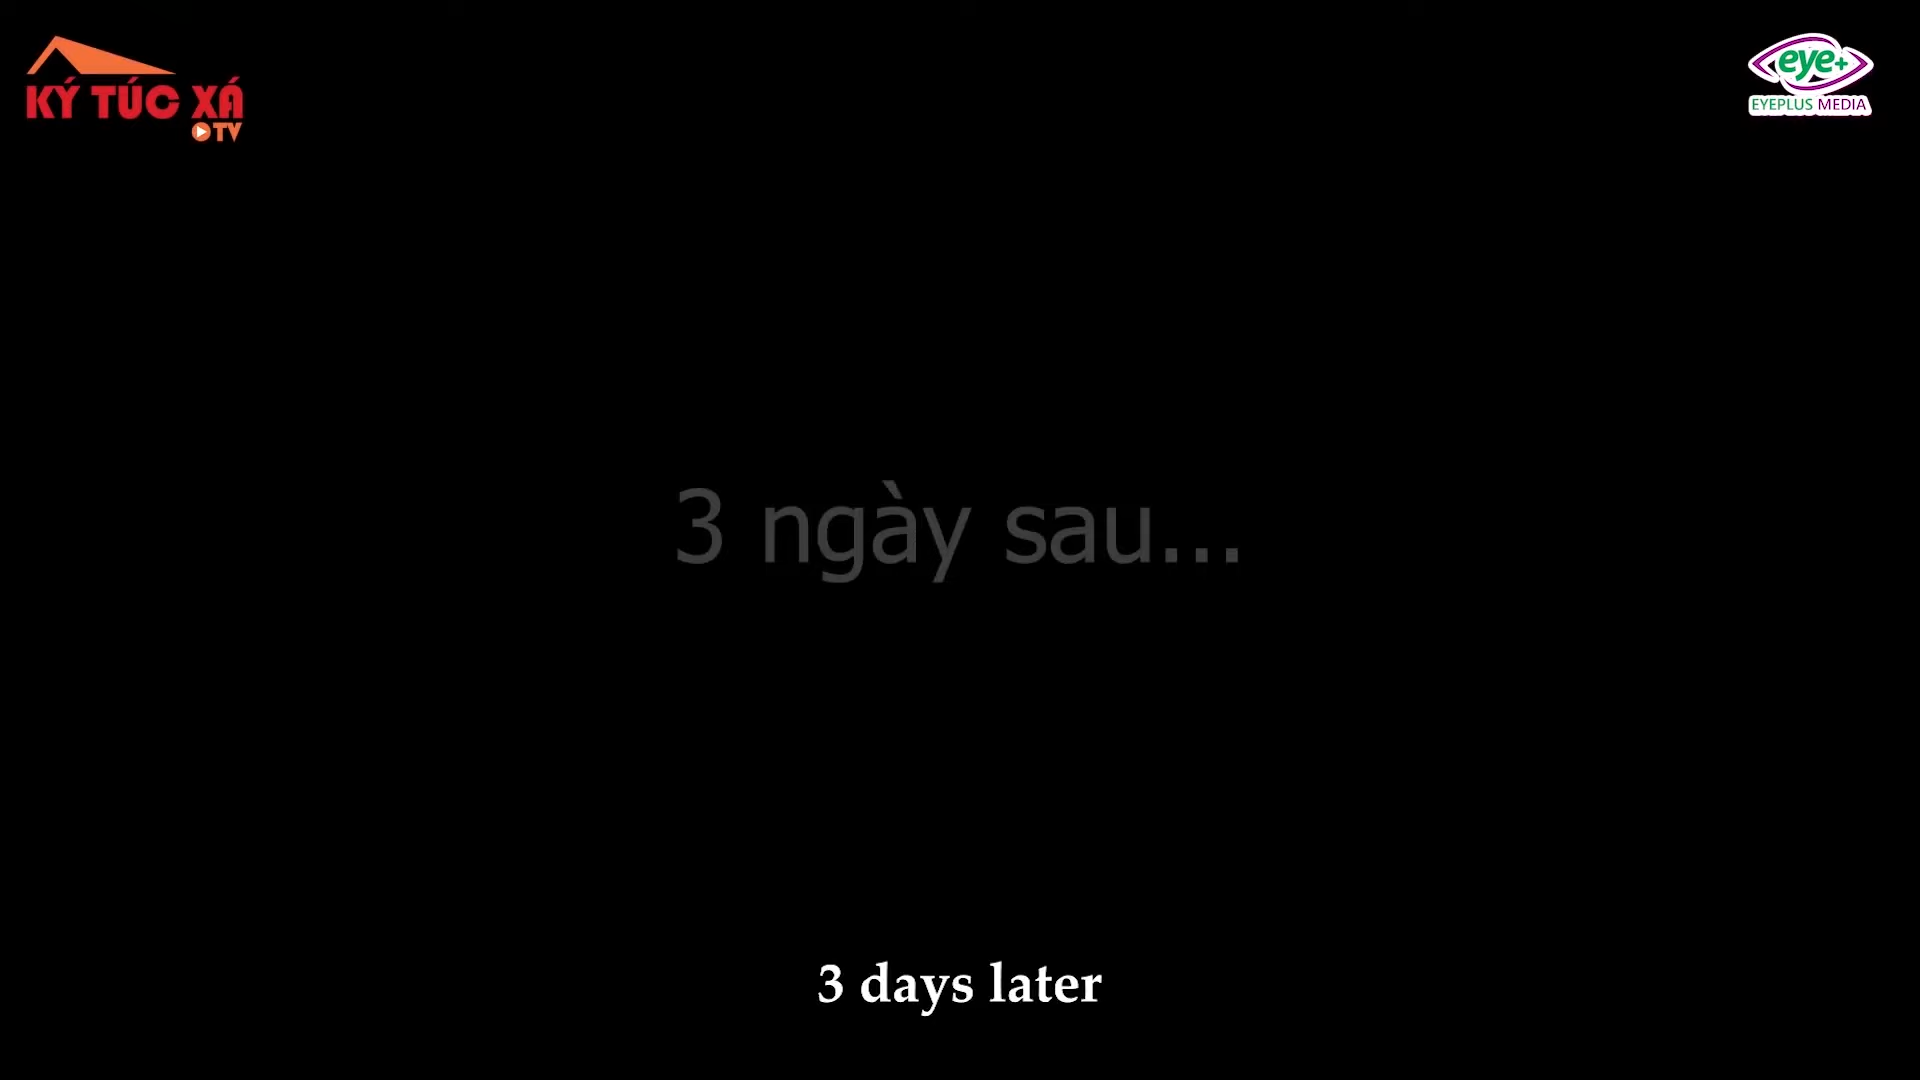 KÝ TÚC XÁ
TV
eye+
EYEPLUS MEDIA
3 ngày sau...
3 days later